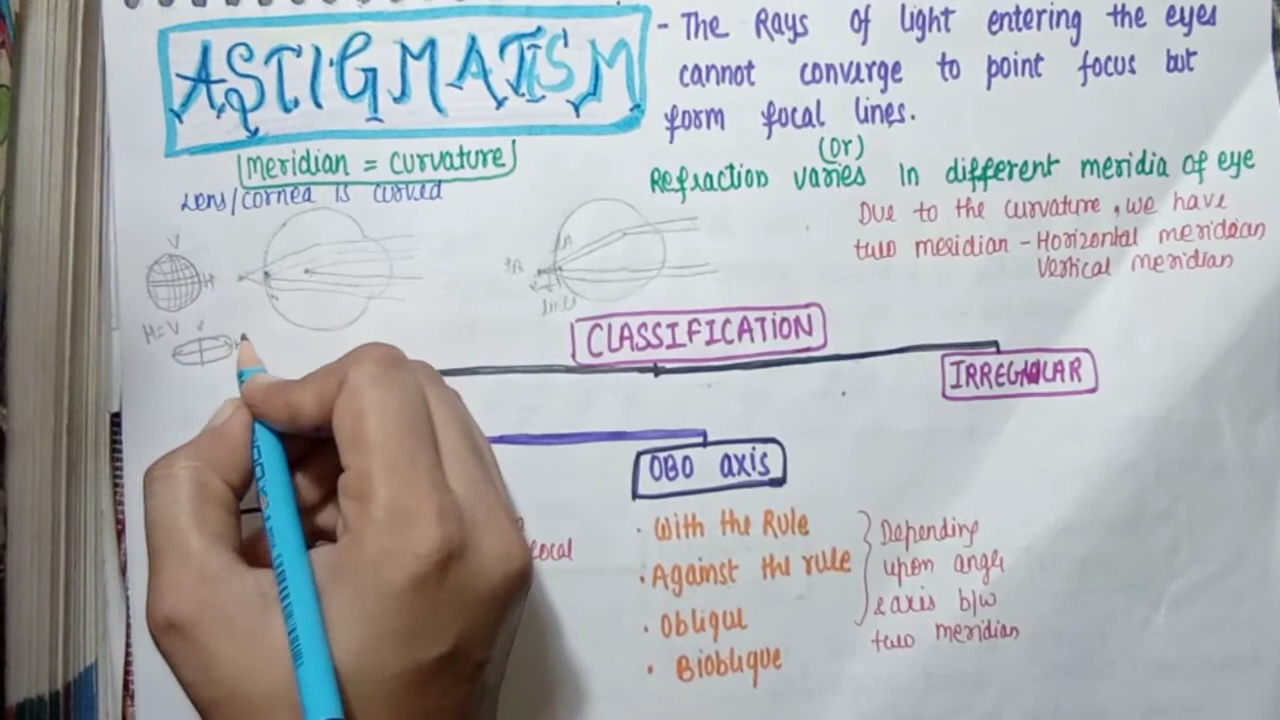 ASTIGMATISM
- The Rays of light entering the eyes
cannot converge to point focus but
form focal lines.
(Or)
Refraction varies in different meridia of eye
Meridian = curvature
Lens/cornea is curved
Due to the curvature, we have
two meridian - Horizontal meridian
Vertical meridian
V
H
H=V
A
B
CLASSIFICATION
IRREGULAR
OBO axis
focal
• With the Rule
• Against the rule
• Oblique
• Bioblique
Depending
upon angle
& axis b/w
two meridian